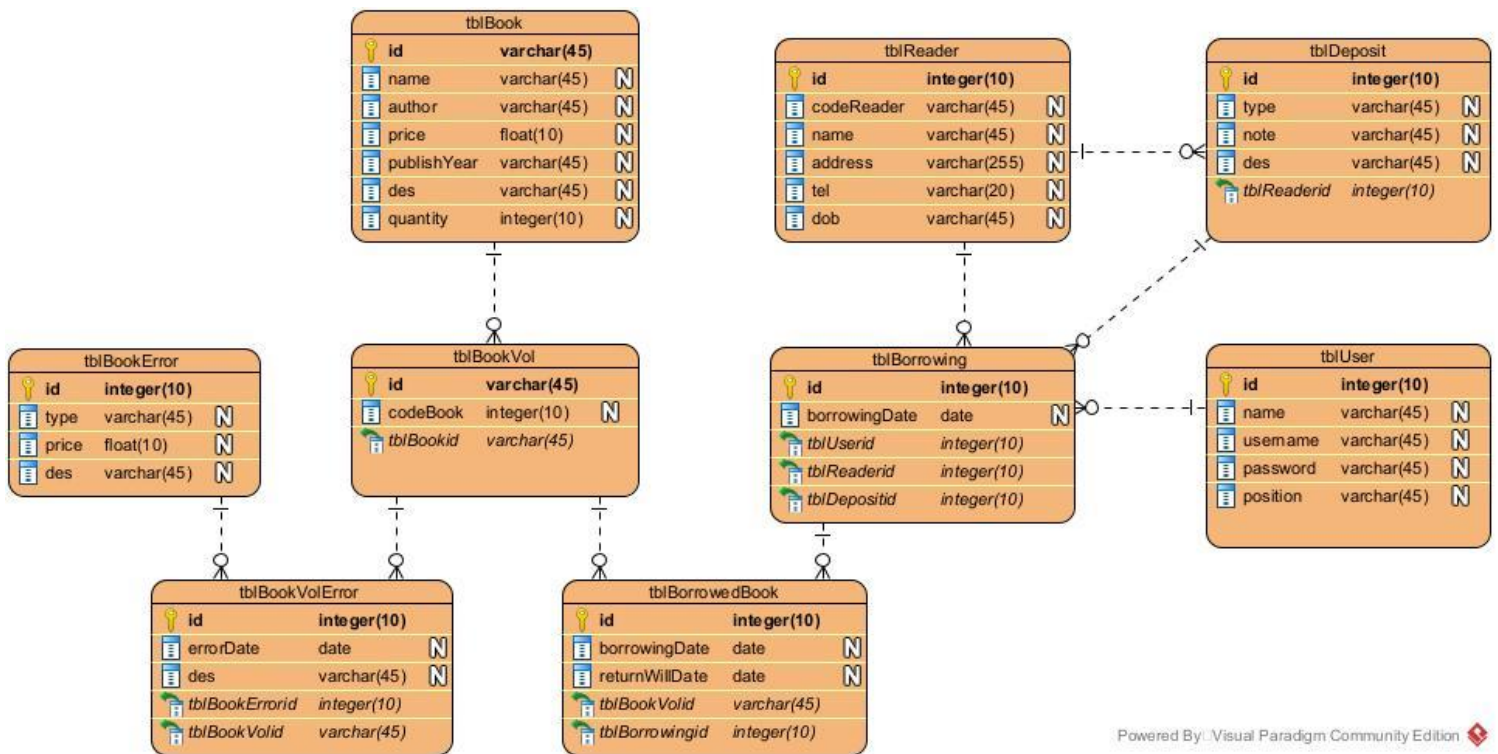 tblBook
id varchar(45)
name varchar(45) N
author varchar(45) N
price float(10) N
publishYear varchar(45) N
des varchar(45) N
quantity integer(10) N
tblReader
id integer(10)
codeReader varchar(45) N
name varchar(45) N
address varchar(255) N
tel varchar(20) N
dob varchar(45) N
tblDeposit
id integer(10)
type varchar(45) N
note varchar(45) N
des varchar(45) N
tblReaderid integer(10)
tblBookError
id integer(10)
type varchar(45) N
price float(10) N
des varchar(45) N
tblBookVol
id varchar(45)
codeBook integer(10) N
tblBookid varchar(45)
tblBorrowing
id integer(10)
borrowingDate date N
tblUserid integer(10)
tblReaderid integer(10)
tblDepositid integer(10)
tblUser
id integer(10)
name varchar(45) N
username varchar(45) N
password varchar(45) N
position varchar(45) N
tblBookVolError
id integer(10)
errorDate date N
des varchar(45) N
tblBookErrorid integer(10)
tblBookVolid varchar(45)
tblBorrowedBook
id integer(10)
borrowingDate date N
returnWillDate date N
tblBookVolid varchar(45)
tblBorrowingid integer(10)
Powered By Visual Paradigm Community Edition